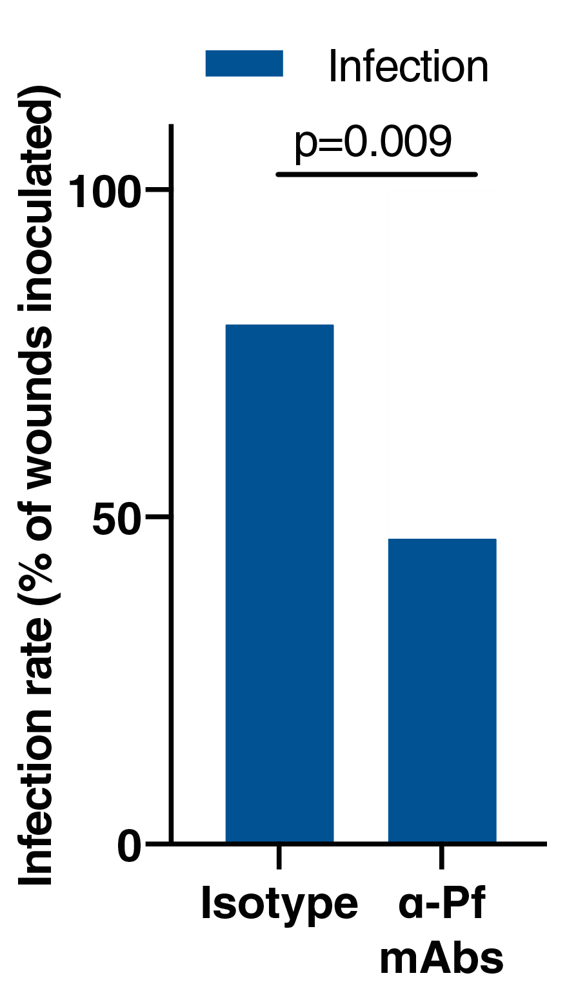 Infection
p=0.009
Infection rate (% of wounds inoculated)
100
50
0
Isotype
α-Pf
mAbs